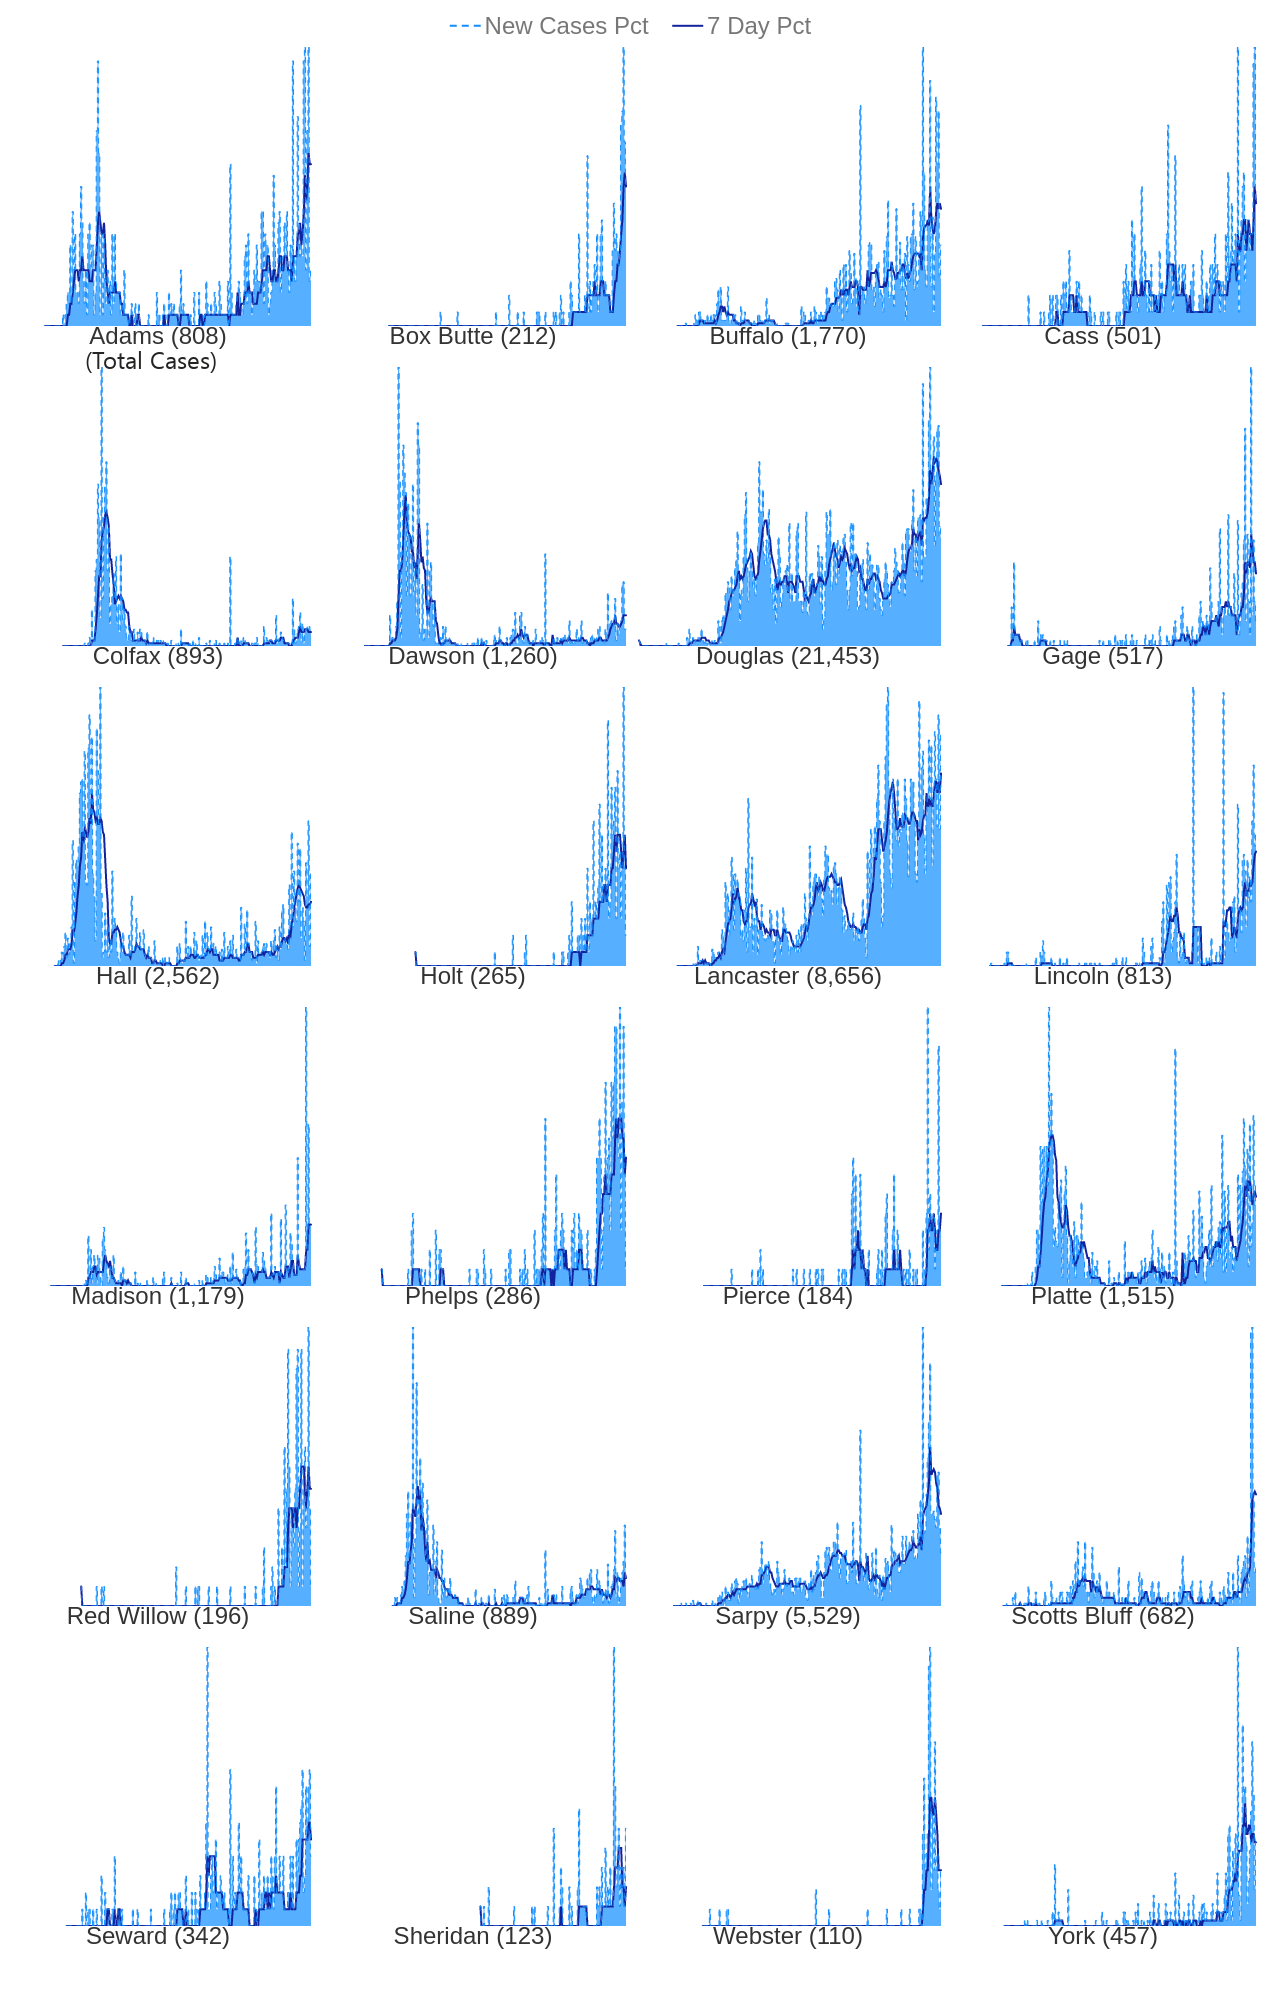 New Cases Pct 7 Day Pct
Adams (808) Box Butte (212) Buffalo (1,770) Cass (501)
(Total Cases)
Colfax (893) Dawson (1,260) Douglas (21,453) Gage (517)
Hall (2,562) Holt (265) Lancaster (8,656) Lincoln (813)
Madison (1,179) Phelps (286) Pierce (184) Platte (1,515)
Red Willow (196) Saline (889) Sarpy (5,529) Scotts Bluff (682)
Seward (342) Sheridan (123) Webster (110) York (457)